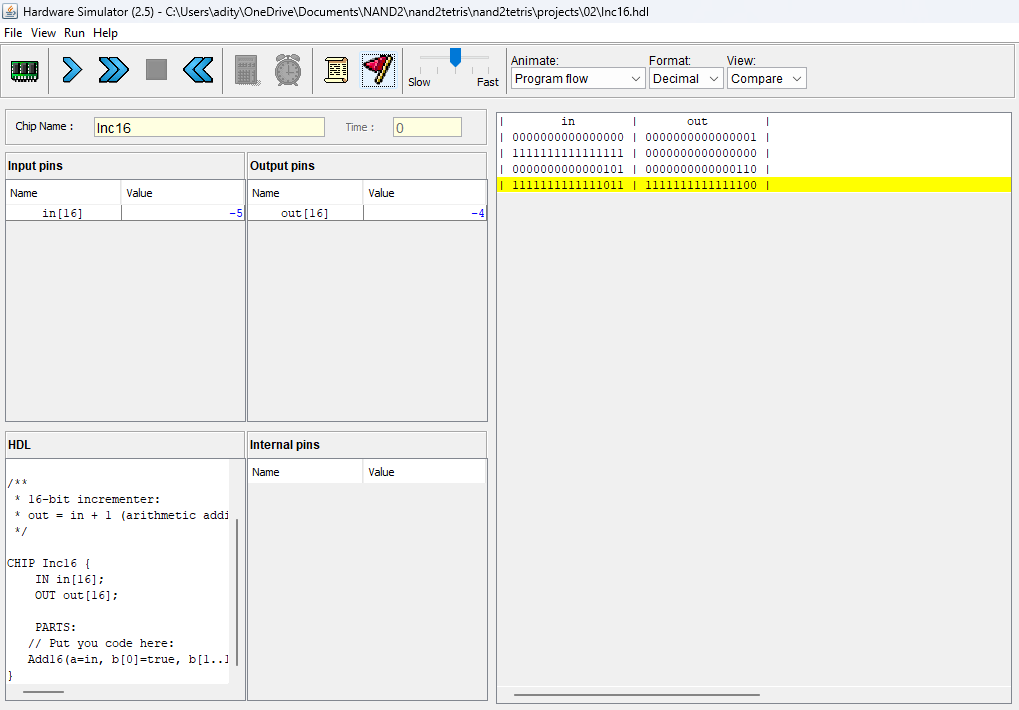 Hardware Simulator (2.5) - C:\Users\adity\OneDrive\Documents\NAND2\nand2tetris\nand2tetris\projects\02\Inc16.hdl
File View Run Help
Slow Fast
Animate: Format: View:
Program flow Decimal Compare
Chip Name : Inc16 Time : 0
Input pins
Name Value
in[16] -5
Output pins
Name Value
out[16] -4
HDL
/**
* 16-bit incrementer:
* out = in + 1 (arithmetic addi
*/
CHIP Inc16 {
IN in[16];
OUT out[16];
PARTS:
// Put you code here:
Add16(a=in, b[0]=true, b[1..1
}
Internal pins
Name Value
| in | out |
| 0000000000000000 | 0000000000000001 |
| 1111111111111111 | 0000000000000000 |
| 0000000000000101 | 0000000000000110 |
| 1111111111111011 | 1111111111111100 |